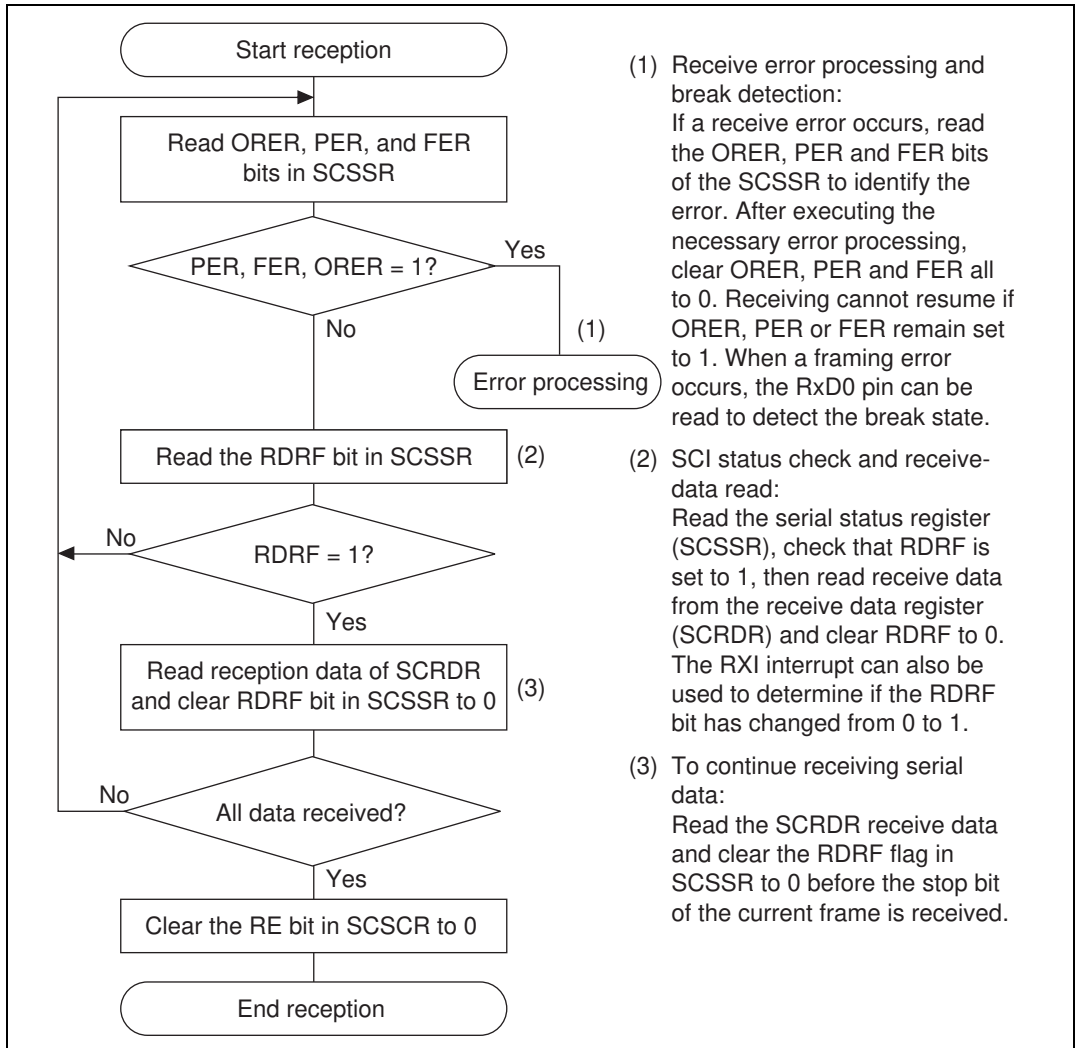 Start reception
Read ORER, PER, and FER
bits in SCSSR
PER, FER, ORER = 1?
Yes
No
(1)
Error processing
Read the RDRF bit in SCSSR
(2)
No
RDRF = 1?
Yes
Read reception data of SCRDR
and clear RDRF bit in SCSSR to 0
(3)
No
All data received?
Yes
Clear the RE bit in SCSCR to 0
End reception
(1) Receive error processing and
break detection:
If a receive error occurs, read
the ORER, PER and FER bits
of the SCSSR to identify the
error. After executing the
necessary error processing,
clear ORER, PER and FER all
to 0. Receiving cannot resume if
ORER, PER or FER remain set
to 1. When a framing error
occurs, the RxD0 pin can be
read to detect the break state.
(2) SCI status check and receive-
data read:
Read the serial status register
(SCSSR), check that RDRF is
set to 1, then read receive data
from the receive data register
(SCRDR) and clear RDRF to 0.
The RXI interrupt can also be
used to determine if the RDRF
bit has changed from 0 to 1.
(3) To continue receiving serial
data:
Read the SCRDR receive data
and clear the RDRF flag in
SCSSR to 0 before the stop bit
of the current frame is received.